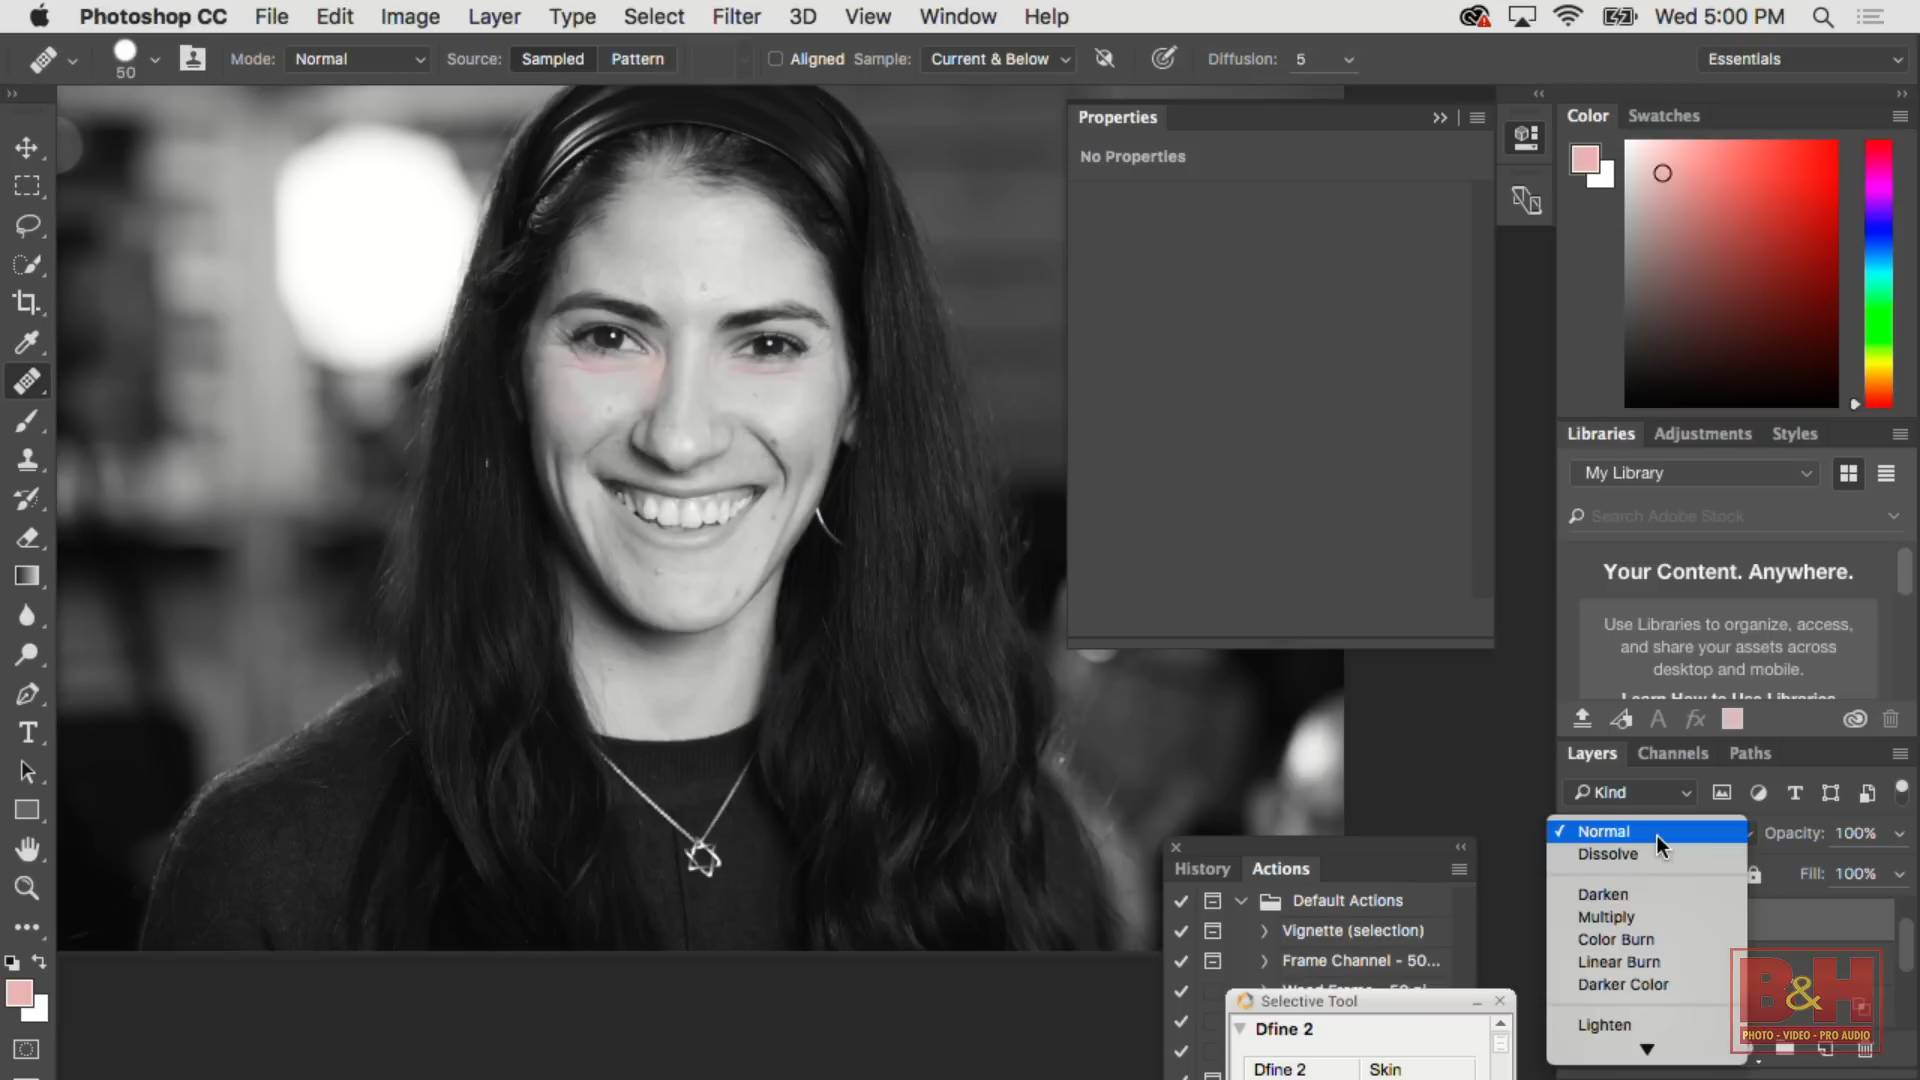 Photoshop CC File Edit Image Layer Type Select Filter 3D View Window Help Wed 5:00 PM
50 Mode: Normal Source: Sampled Pattern Aligned Sample: Current & Below Diffusion: 5 Essentials
Properties
No Properties
Color Swatches
Libraries Adjustments Styles
My Library
Search Adobe Stock
Your Content. Anywhere.
Use Libraries to organize, access,
and share your assets across
desktop and mobile.
Learn How to Use Libraries
Layers Channels Paths
Kind
Normal
Opacity: 100%
Dissolve
Fill: 100%
Darken
Multiply
Color Burn
Linear Burn
Darker Color
Lighten
History Actions
Default Actions
Vignette (selection)
Frame Channel - 50...
Selective Tool
Dfine 2
Dfine 2 Skin
B&H
PHOTO - VIDEO - PRO AUDIO